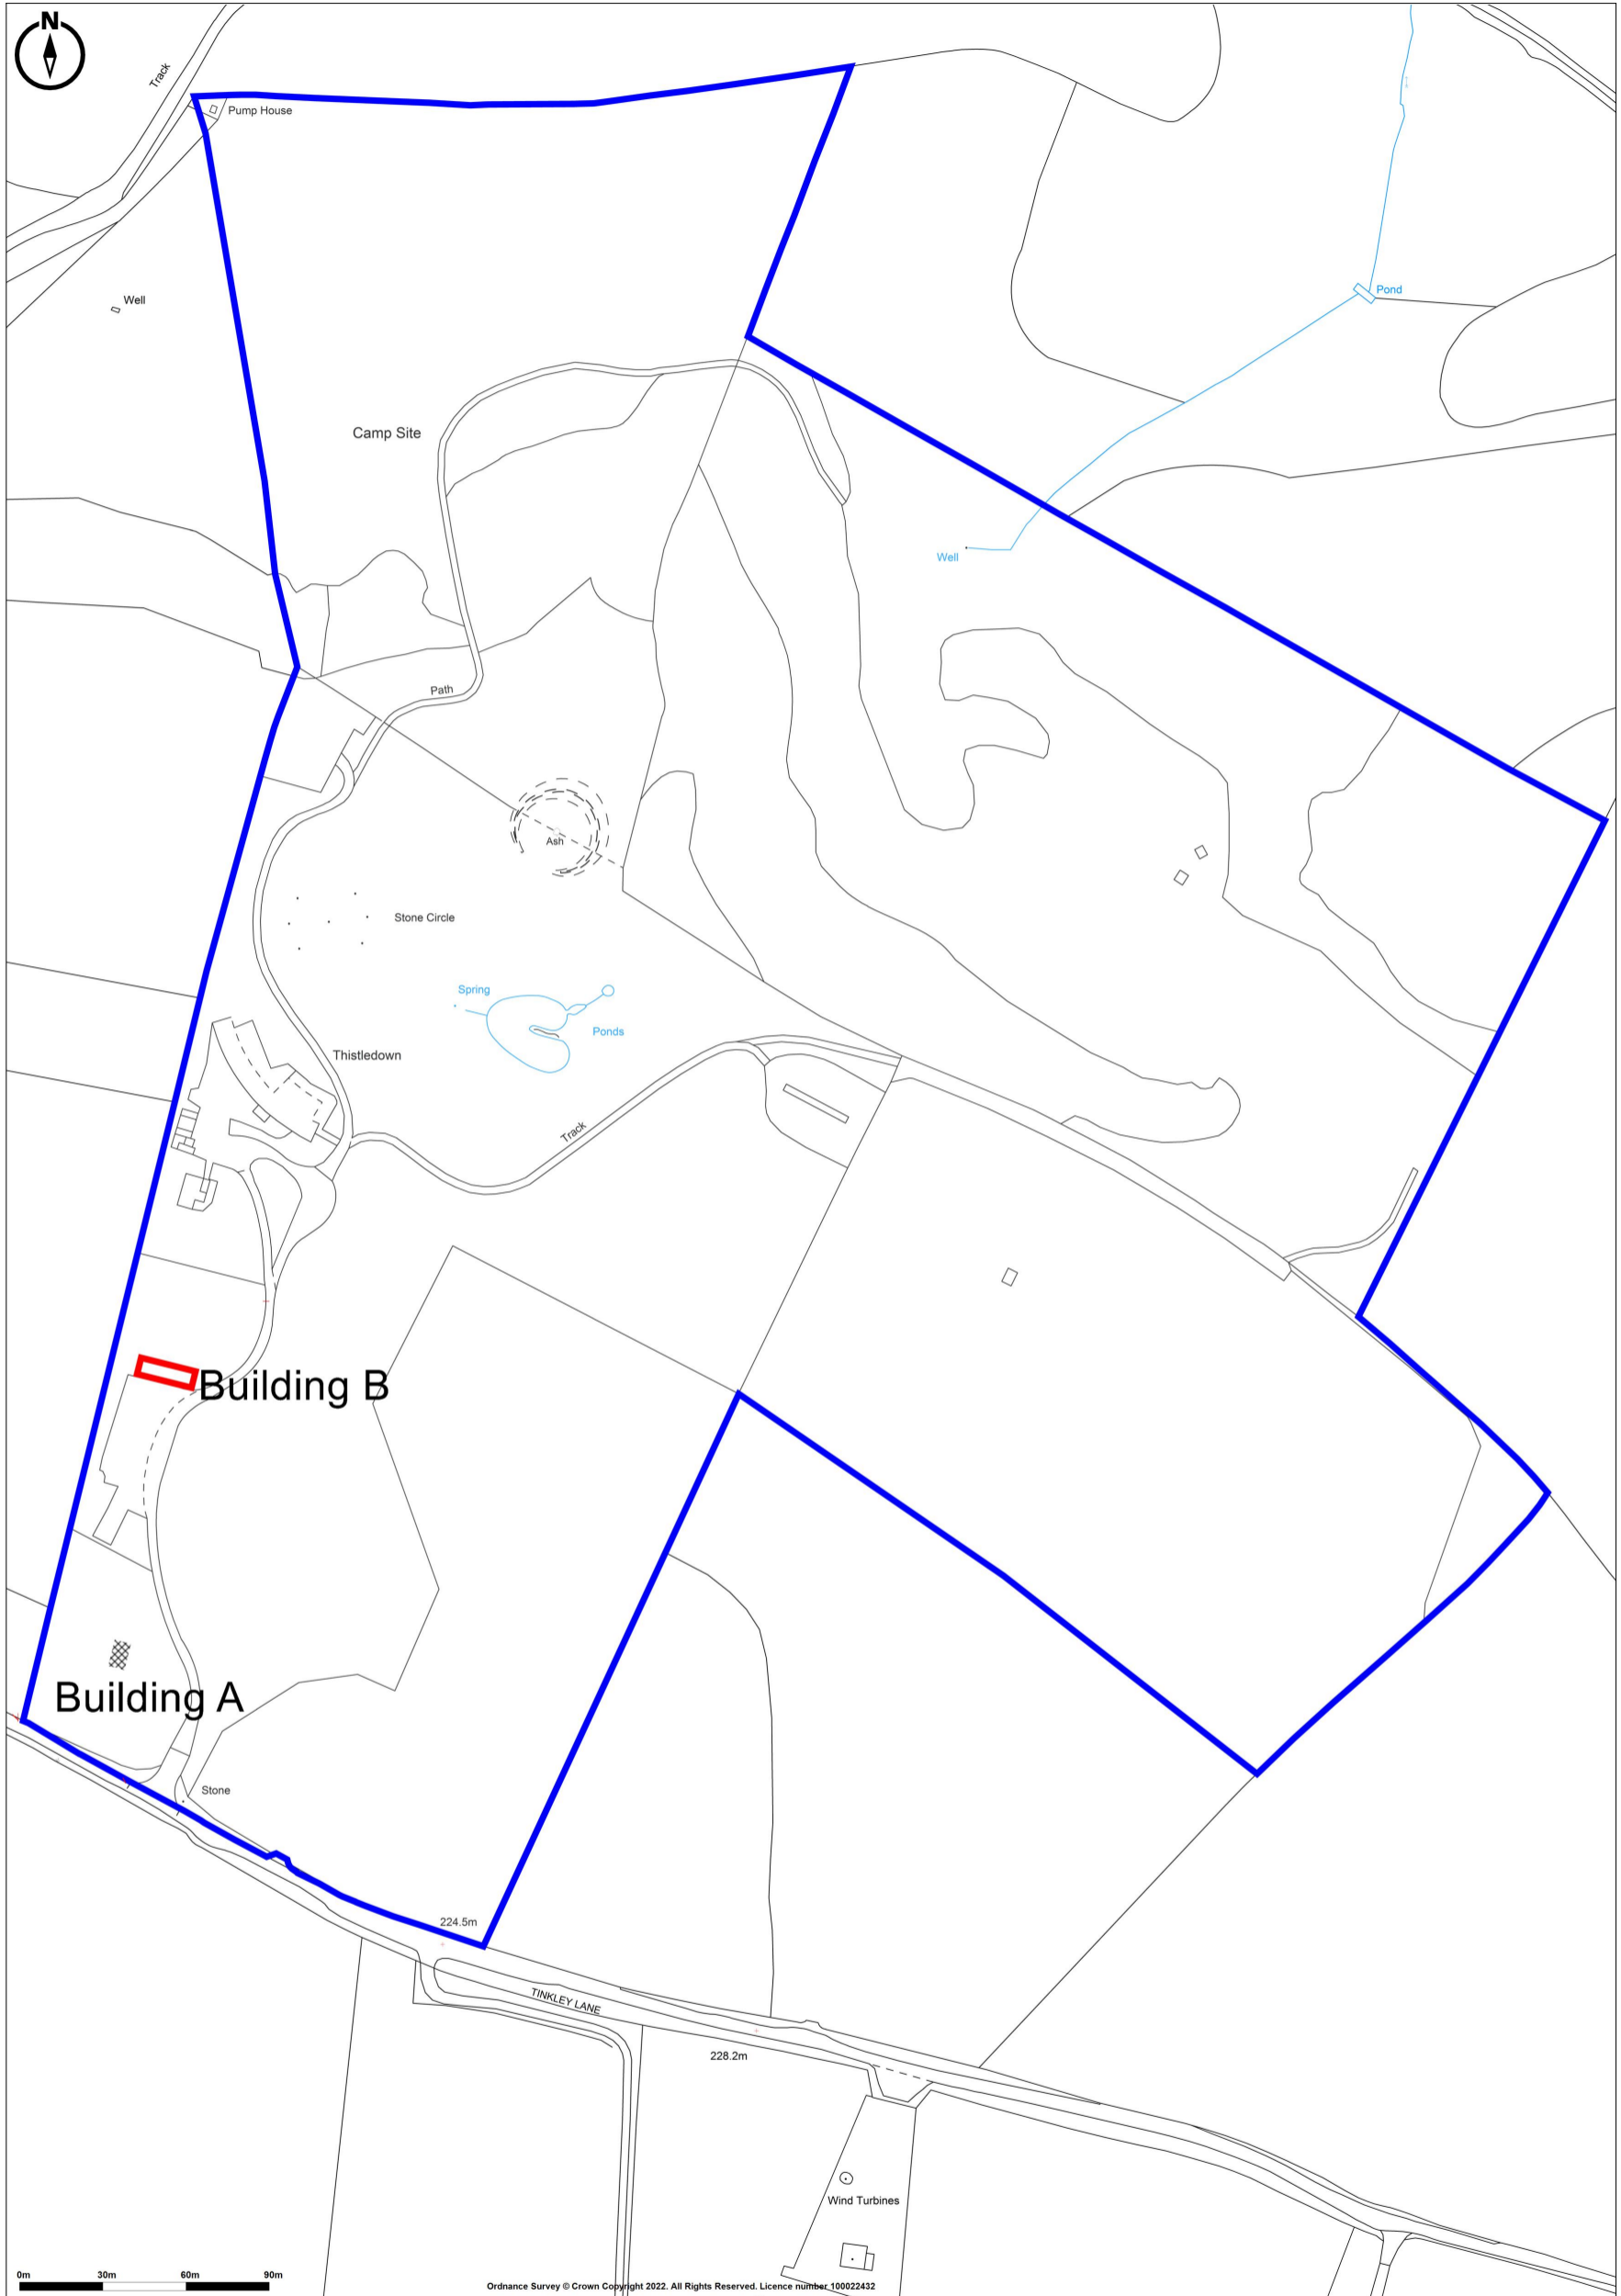 N
Track
Pump House
Well
Pond
Camp Site
Well
Path
Ash
Stone Circle
Spring
Ponds
Thistledown
Track
Building B
Building A
Stone
224.5m
TINKLEY LANE
228.2m
Wind Turbines
0m 30m 60m 90m
Ordnance Survey © Crown Copyright 2022. All Rights Reserved. Licence number 100022432